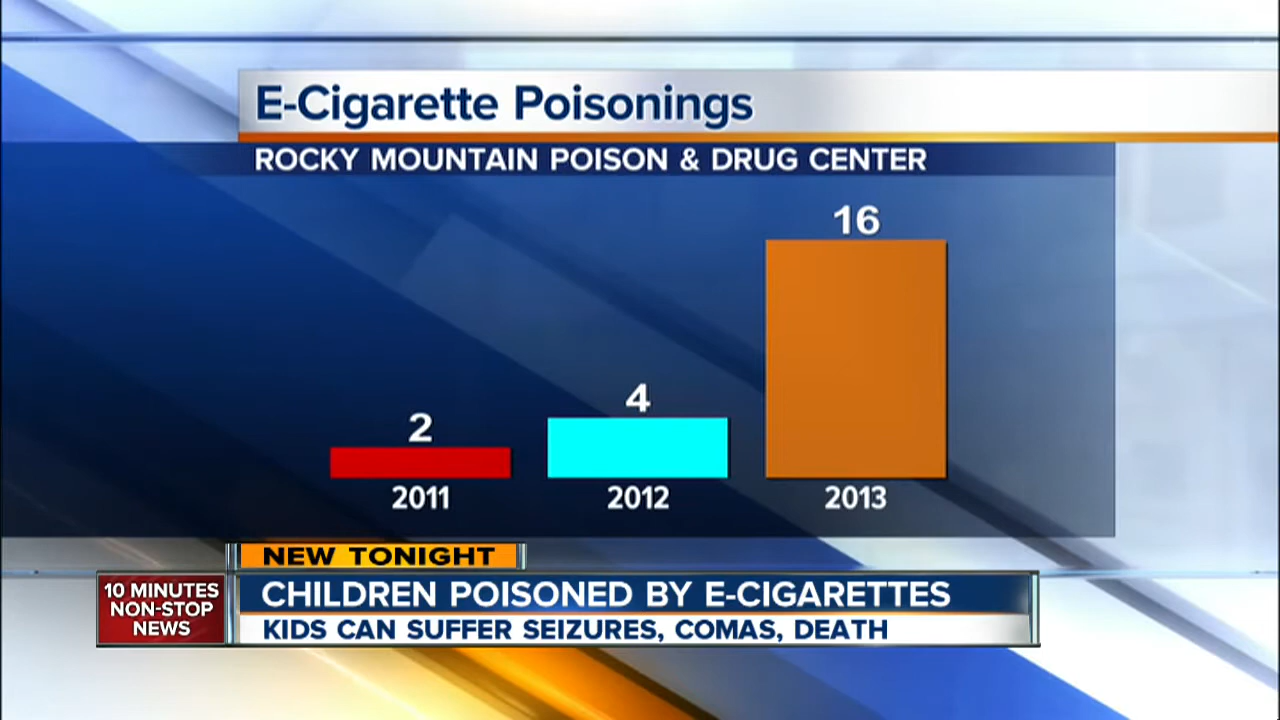 E-Cigarette Poisonings
ROCKY MOUNTAIN POISON & DRUG CENTER
16
4
2
2011
2012
2013
NEW TONIGHT
10 MINUTES
NON-STOP
NEWS
CHILDREN POISONED BY E-CIGARETTES
KIDS CAN SUFFER SEIZURES, COMAS, DEATH